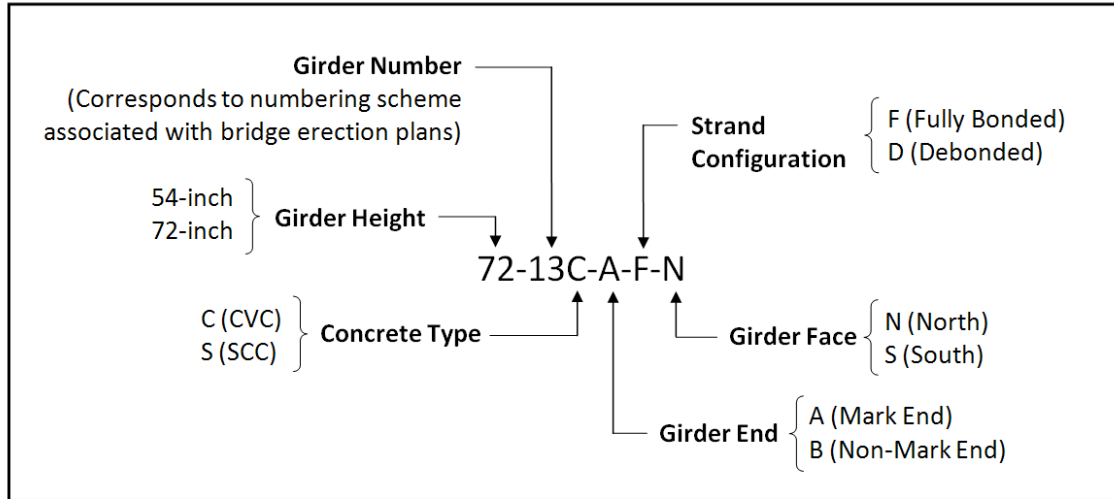 Girder Number
(Corresponds to numbering scheme
associated with bridge erection plans)
Strand
Configuration
F (Fully Bonded)
D (Debonded)
54-inch
72-inch
Girder Height
72-13C-A-F-N
C (CVC)
S (SCC)
Concrete Type
Girder Face
N (North)
S (South)
Girder End
A (Mark End)
B (Non-Mark End)